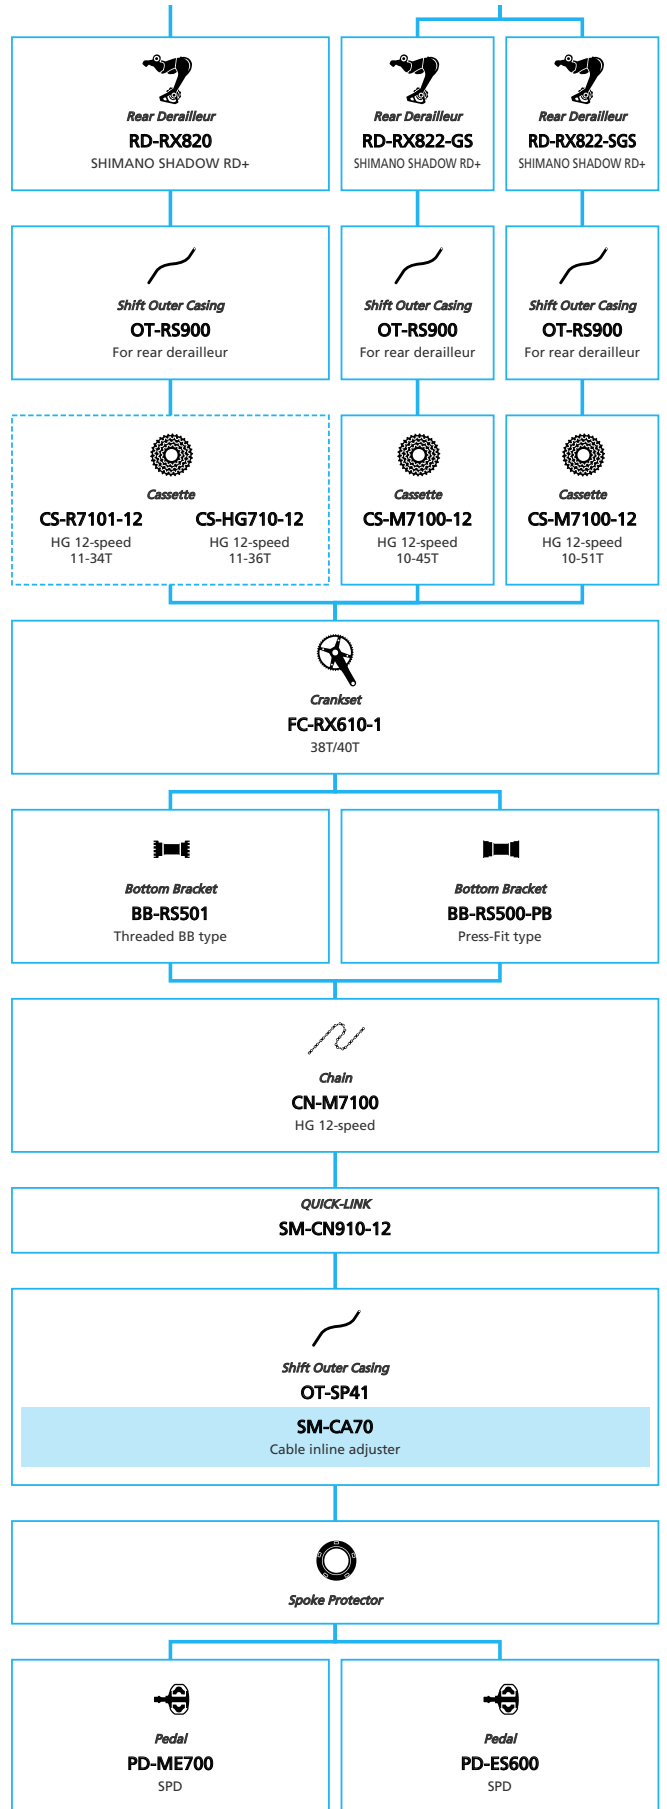 Rear Derailleur
RD-RX820
SHIMANO SHADOW RD+
Rear Derailleur
RD-RX822-GS
SHIMANO SHADOW RD+
Rear Derailleur
RD-RX822-SGS
SHIMANO SHADOW RD+
Shift Outer Casing
OT-RS900
For rear derailleur
Shift Outer Casing
OT-RS900
For rear derailleur
Shift Outer Casing
OT-RS900
For rear derailleur
Cassette
CS-R7101-12
HG 12-speed
11-34T
CS-HG710-12
HG 12-speed
11-36T
Cassette
CS-M7100-12
HG 12-speed
10-45T
Cassette
CS-M7100-12
HG 12-speed
10-51T
Crankset
FC-RX610-1
38T/40T
Bottom Bracket
BB-RS501
Threaded BB type
Bottom Bracket
BB-RS500-PB
Press-Fit type
Chain
CN-M7100
HG 12-speed
QUICK-LINK
SM-CN910-12
Shift Outer Casing
OT-SP41
SM-CA70
Cable inline adjuster
Spoke Protector
Pedal
PD-ME700
SPD
Pedal
PD-ES600
SPD